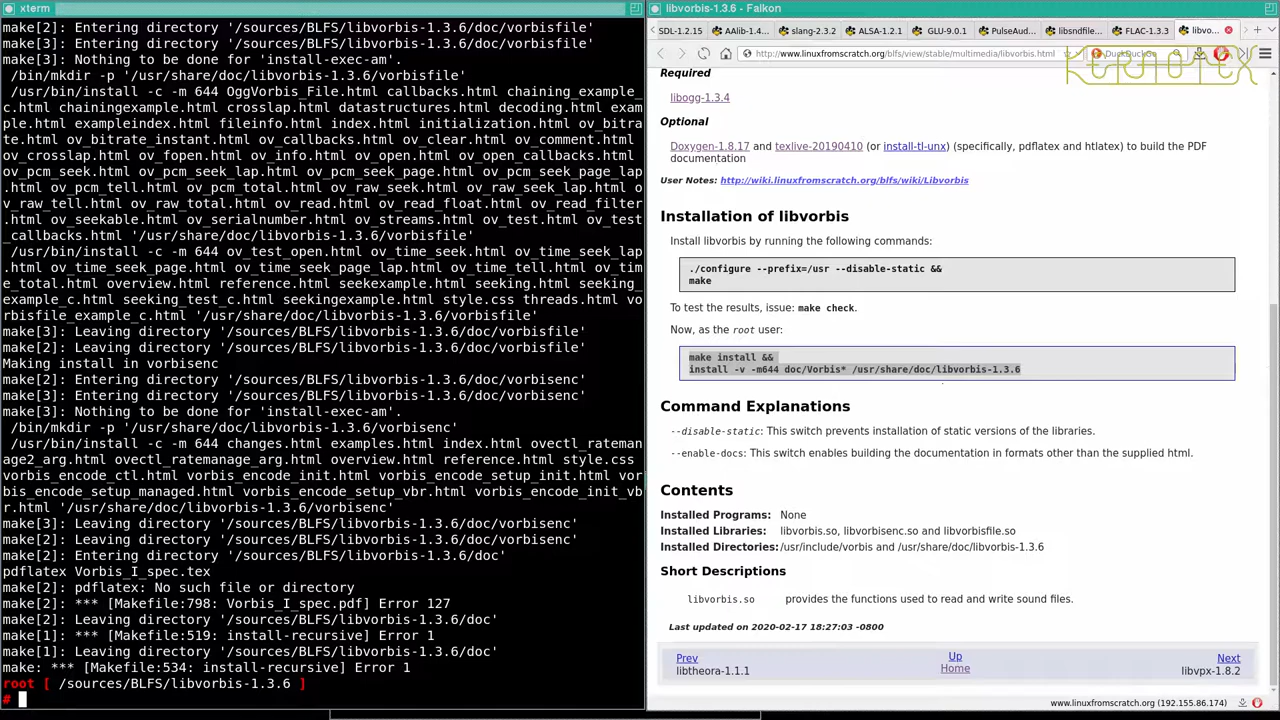 xterm
make[2]: Entering directory '/sources/BLFS/libvorbis-1.3.6/doc/vorbisfile'
make[3]: Entering directory '/sources/BLFS/libvorbis-1.3.6/doc/vorbisfile'
make[3]: Nothing to be done for 'install-exec-am'.
/bin/mkdir -p '/usr/share/doc/libvorbis-1.3.6/vorbisfile'
/usr/bin/install -c -m 644 OggVorbis_File.html callbacks.html chaining_example_
c.html chainingexample.html crosslap.html datastructures.html decoding.html exam
ple.html exampleindex.html fileinfo.html index.html initialization.html ov_bitra
te.html ov_bitrate_instant.html ov_callbacks.html ov_clear.html ov_comment.html
ov_crosslap.html ov_fopen.html ov_info.html ov_open.html ov_open_callbacks.html
ov_pcm_seek.html ov_pcm_seek_lap.html ov_pcm_seek_page.html ov_pcm_seek_page_lap
.html ov_pcm_tell.html ov_pcm_total.html ov_raw_seek.html ov_raw_seek_lap.html o
v_raw_tell.html ov_raw_total.html ov_read.html ov_read_float.html ov_read_filter
.html ov_seekable.html ov_serialnumber.html ov_streams.html ov_test.html ov_test
_callbacks.html '/usr/share/doc/libvorbis-1.3.6/vorbisfile'
/usr/bin/install -c -m 644 ov_test_open.html ov_time_seek.html ov_time_seek_lap
.html ov_time_seek_page.html ov_time_seek_page_lap.html ov_time_tell.html ov_tim
e_total.html overview.html reference.html seekexample.html seeking.html seeking_
example_c.html seeking_test_c.html seekingexample.html style.css threads.html vo
rbisfile_example_c.html '/usr/share/doc/libvorbis-1.3.6/vorbisfile'
make[3]: Leaving directory '/sources/BLFS/libvorbis-1.3.6/doc/vorbisfile'
make[2]: Leaving directory '/sources/BLFS/libvorbis-1.3.6/doc/vorbisfile'
Making install in vorbisenc
make[2]: Entering directory '/sources/BLFS/libvorbis-1.3.6/doc/vorbisenc'
make[3]: Entering directory '/sources/BLFS/libvorbis-1.3.6/doc/vorbisenc'
make[3]: Nothing to be done for 'install-exec-am'.
/bin/mkdir -p '/usr/share/doc/libvorbis-1.3.6/vorbisenc'
/usr/bin/install -c -m 644 changes.html examples.html index.html ovectl_ratemana
ge2_arg.html ovectl_ratemanage_arg.html overview.html reference.html style.css
vorbis_encode_ctl.html vorbis_encode_init.html vorbis_encode_setup_init.html vor
bis_encode_setup_managed.html vorbis_encode_setup_vbr.html vorbis_encode_init_vb
r.html '/usr/share/doc/libvorbis-1.3.6/vorbisenc'
make[3]: Leaving directory '/sources/BLFS/libvorbis-1.3.6/doc/vorbisenc'
make[2]: Leaving directory '/sources/BLFS/libvorbis-1.3.6/doc/vorbisenc'
make[2]: Entering directory '/sources/BLFS/libvorbis-1.3.6/doc'
pdflatex Vorbis_I_spec.tex
make[2]: pdflatex: No such file or directory
make[2]: *** [Makefile:798: Vorbis_I_spec.pdf] Error 127
make[2]: Leaving directory '/sources/BLFS/libvorbis-1.3.6/doc'
make[1]: *** [Makefile:519: install-recursive] Error 1
make[1]: Leaving directory '/sources/BLFS/libvorbis-1.3.6/doc'
make: *** [Makefile:534: install-recursive] Error 1
root [ /sources/BLFS/libvorbis-1.3.6 ]
#
libvorbis-1.3.6 - Falkon
SDL-1.2.15 AAlib-1.4... slang-2.3.2 ALSA-1.2.1 GLU-9.0.1 PulseAud... libsndfile... FLAC-1.3.3 libvo...
http://www.linuxfromscratch.org/blfs/view/stable/multimedia/libvorbis.html DuckDuckGo
KERNOTEX
Required
libogg-1.3.4
Optional
Doxygen-1.8.17 and texlive-20190410 (or install-tl-unx) (specifically, pdflatex and htlatex) to build the PDF
documentation
User Notes: http://wiki.linuxfromscratch.org/blfs/wiki/Libvorbis
Installation of libvorbis
Install libvorbis by running the following commands:
./configure --prefix=/usr --disable-static &&
make
To test the results, issue: make check.
Now, as the root user:
make install &&
install -v -m644 doc/Vorbis* /usr/share/doc/libvorbis-1.3.6
Command Explanations
--disable-static: This switch prevents installation of static versions of the libraries.
--enable-docs: This switch enables building the documentation in formats other than the supplied html.
Contents
Installed Programs: None
Installed Libraries: libvorbis.so, libvorbisenc.so and libvorbisfile.so
Installed Directories: /usr/include/vorbis and /usr/share/doc/libvorbis-1.3.6
Short Descriptions
libvorbis.so provides the functions used to read and write sound files.
Last updated on 2020-02-17 18:27:03 -0800
Prev Up Next
libtheora-1.1.1 Home libvpx-1.8.2
www.linuxfromscratch.org (192.155.86.174)